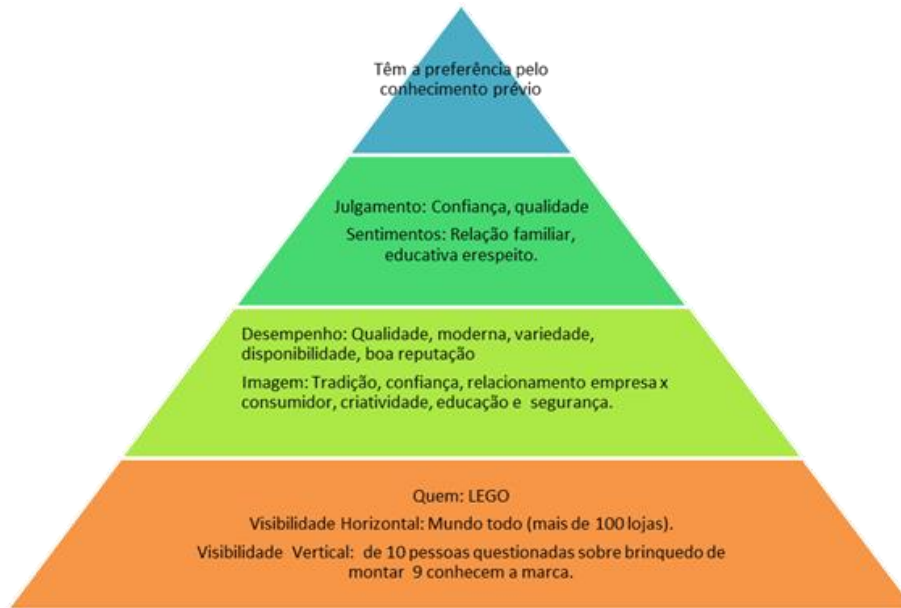 Têm a preferência pelo
conhecimento prévio
Julgamento: Confiança, qualidade
Sentimentos: Relação familiar,
educativa erespeito.
Desempenho: Qualidade, moderna, variedade,
disponibilidade, boa reputação
Imagem: Tradição, confiança, relacionamento empresa x
consumidor, criatividade, educação e segurança.
Quem: LEGO
Visibilidade Horizontal: Mundo todo (mais de 100 lojas).
Visibilidade Vertical: de 10 pessoas questionadas sobre brinquedo de
montar 9 conhecem a marca.